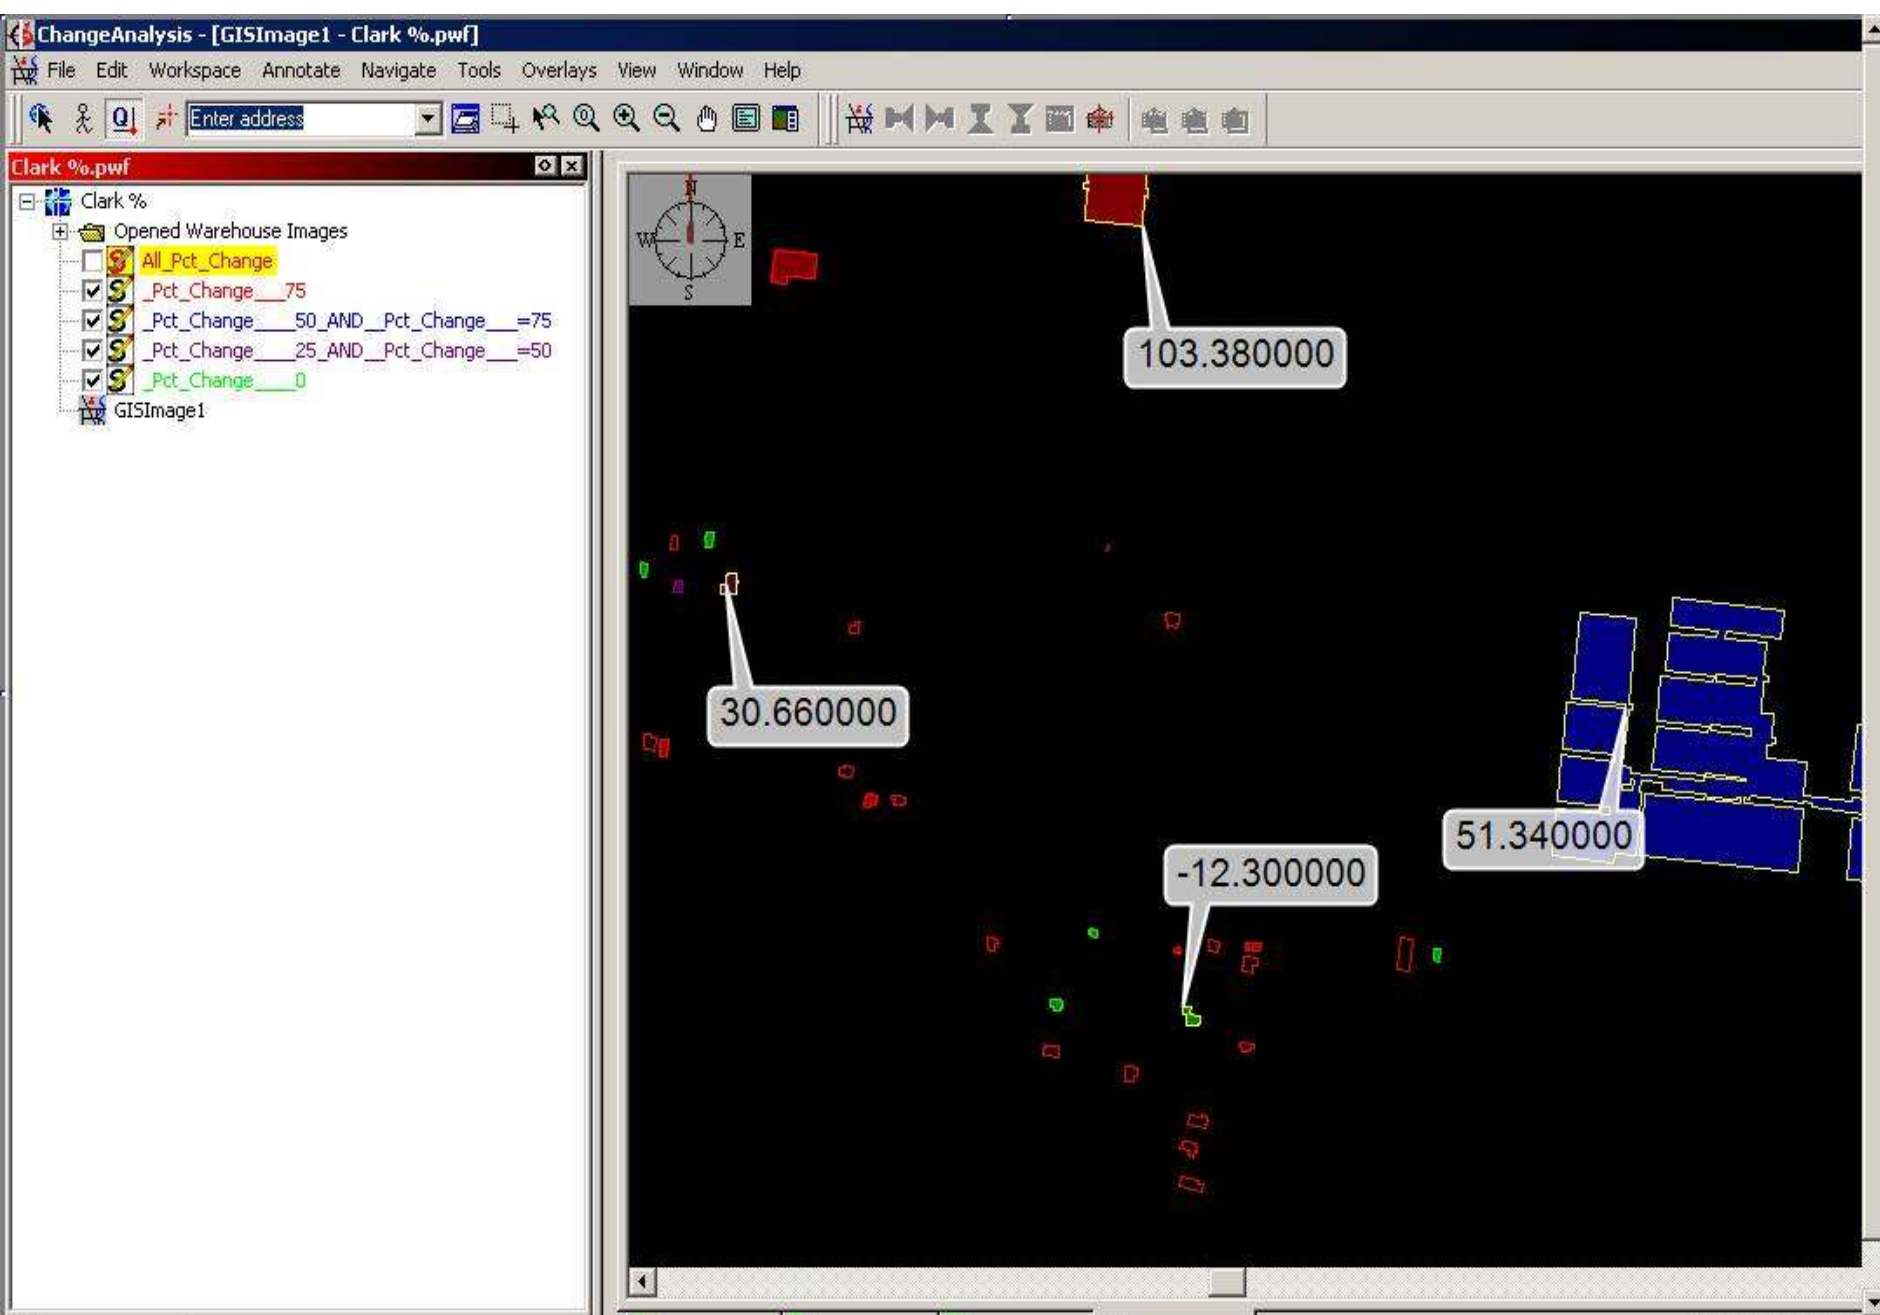 ChangeAnalysis - [GISImage1 - Clark %.pwf]
File Edit Workspace Annotate Navigate Tools Overlays View Window Help
Enter address
Clark %.pwf
Clark %
Opened Warehouse Images
All_Pct_Change
_Pct_Change___75
_Pct_Change____50_AND__Pct_Change___=75
_Pct_Change____25_AND__Pct_Change___=50
_Pct_Change____0
GISImage1
N
W E
S
103.380000
30.660000
51.340000
-12.300000